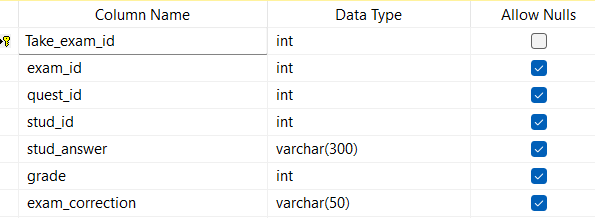 Column Name Data Type Allow Nulls
Take_exam_id int
exam_id int
quest_id int
stud_id int
stud_answer varchar(300)
grade int
exam_correction varchar(50)